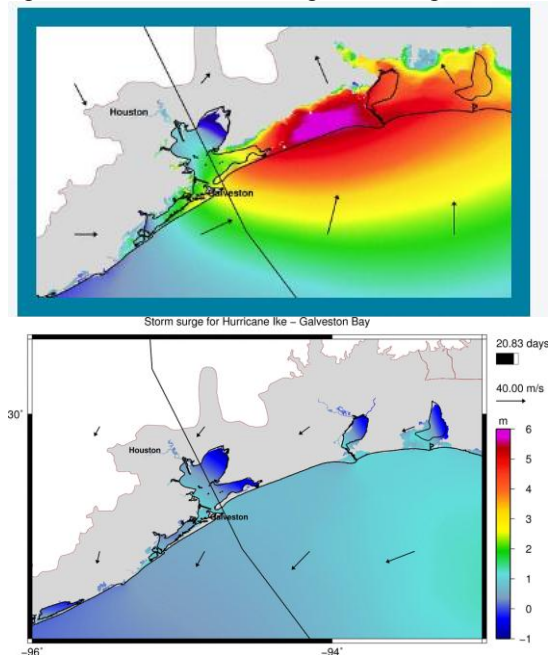 Houston
Galveston
Storm surge for Hurricane Ike – Galveston Bay
20.83 days
40.00 m/s
30˚
m
6
5
4
3
2
1
0
−1
Houston
Galveston
−96˚
−94˚